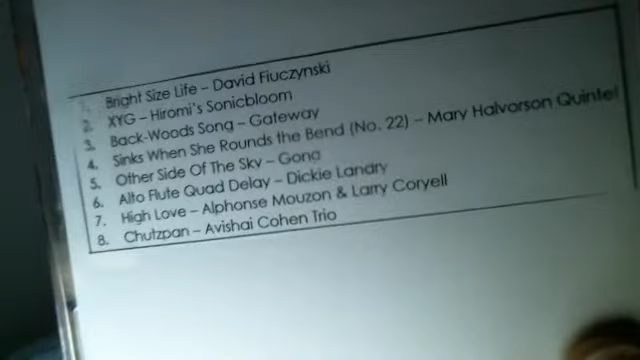 1. Bright Size Life – David Fiuczynski
2. XYG – Hiromi's Sonicbloom
3. Back-Woods Song – Gateway
4. Sinks When She Rounds the Bend (No. 22) – Mary Halvorson Quintet
5. Other Side Of The Sky – Gong
6. Alto Flute Quad Delay – Dickie Landry
7. High Love – Alphonse Mouzon & Larry Coryell
8. Chutzpan – Avishai Cohen Trio